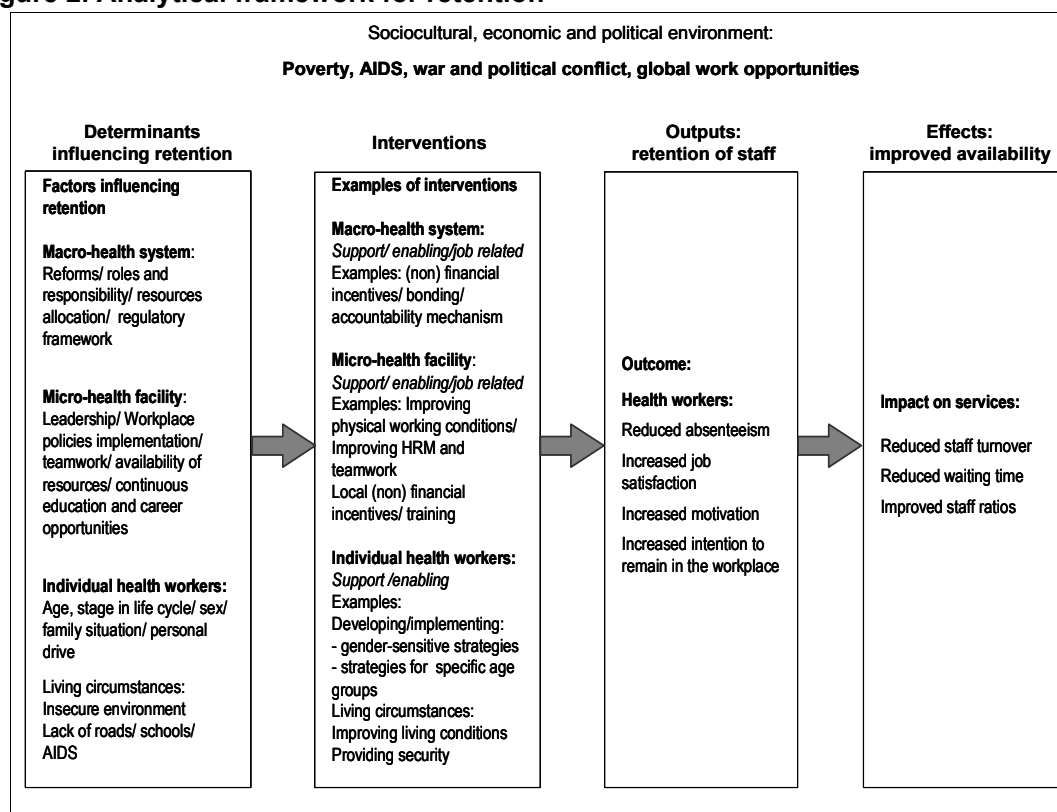 Figure 2: Analytical framework for retention
Sociocultural, economic and political environment:
Poverty, AIDS, war and political conflict, global work opportunities
Determinants
influencing retention
Factors influencing
retention
Macro-health system:
Reforms/ roles and
responsibility/ resources
allocation/ regulatory
framework
Micro-health facility:
Leadership/ Workplace
policies implementation/
teamwork/ availability of
resources/ continuous
education and career
opportunities
Individual health workers:
Age, stage in life cycle/ sex/
family situation/ personal
drive
Living circumstances:
Insecure environment
Lack of roads/ schools/
AIDS
Interventions
Examples of interventions
Macro-health system:
Support/ enabling/job related
Examples: (non) financial
incentives/ bonding/
accountability mechanism
Micro-health facility:
Support/ enabling/job related
Examples: Improving
physical working conditions/
Improving HRM and
teamwork
Local (non) financial
incentives/ training
Individual health workers:
Support /enabling
Examples:
Developing/implementing:
- gender-sensitive strategies
- strategies for specific age
groups
Living circumstances:
Improving living conditions
Providing security
Outputs:
retention of staff
Outcome:
Health workers:
Reduced absenteeism
Increased job
satisfaction
Increased motivation
Increased intention to
remain in the workplace
Effects:
improved availability
Impact on services:
Reduced staff turnover
Reduced waiting time
Improved staff ratios